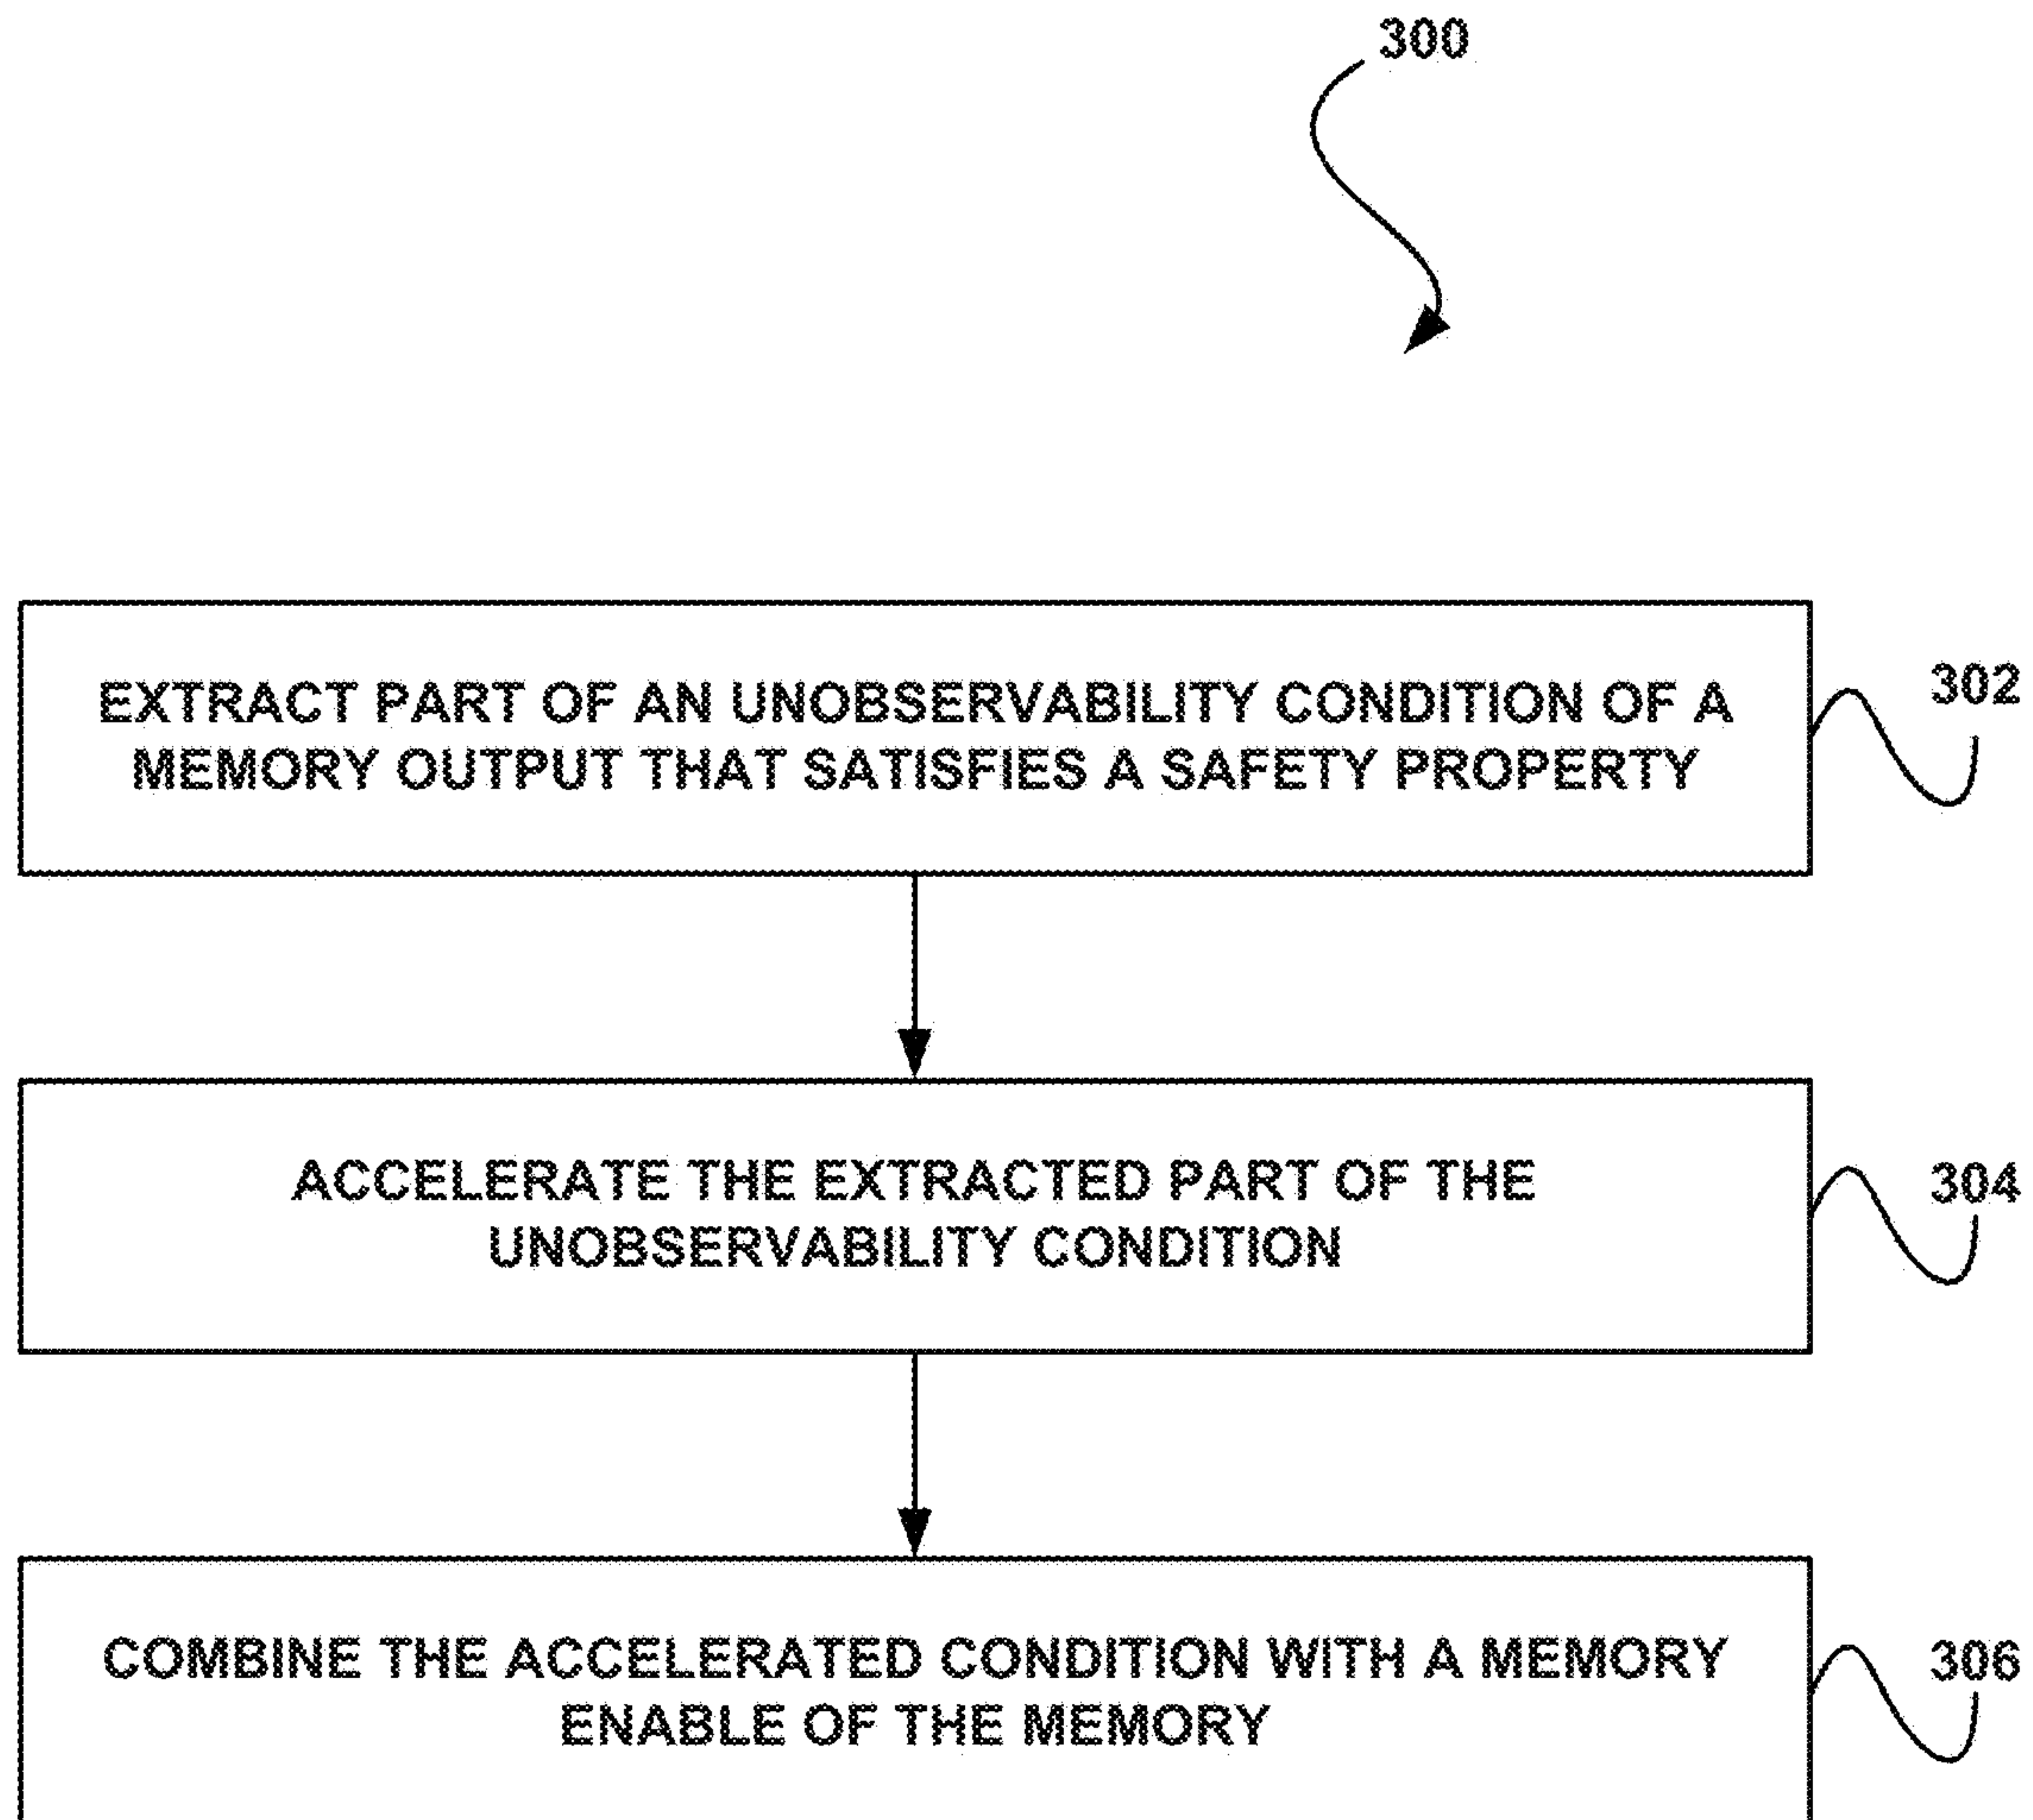 300
EXTRACT PART OF AN UNOBSERVABILITY CONDITION OF A
MEMORY OUTPUT THAT SATISFIES A SAFETY PROPERTY
302
ACCELERATE THE EXTRACTED PART OF THE
UNOBSERVABILITY CONDITION
304
COMBINE THE ACCELERATED CONDITION WITH A MEMORY
ENABLE OF THE MEMORY
306